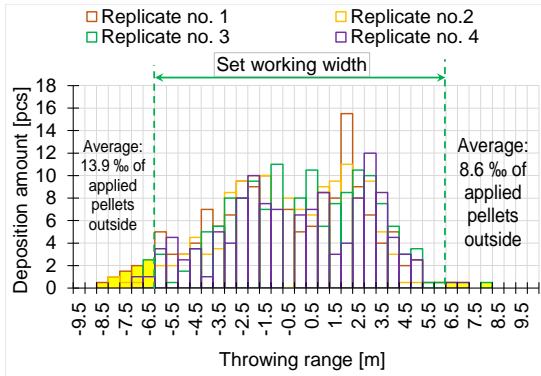 Replicate no. 1
Replicate no.2
Replicate no. 3
Replicate no. 4
Set working width
Deposition amount [pcs]
18
16
14
12
10
8
6
4
2
0
Average:
13.9 ‰ of
applied
pellets
outside
Average:
8.6 ‰ of
applied
pellets
outside
-9.5
-8.5
-7.5
-6.5
-5.5
-4.5
-3.5
-2.5
-1.5
-0.5
0.5
1.5
2.5
3.5
4.5
5.5
6.5
7.5
8.5
9.5
Throwing range [m]